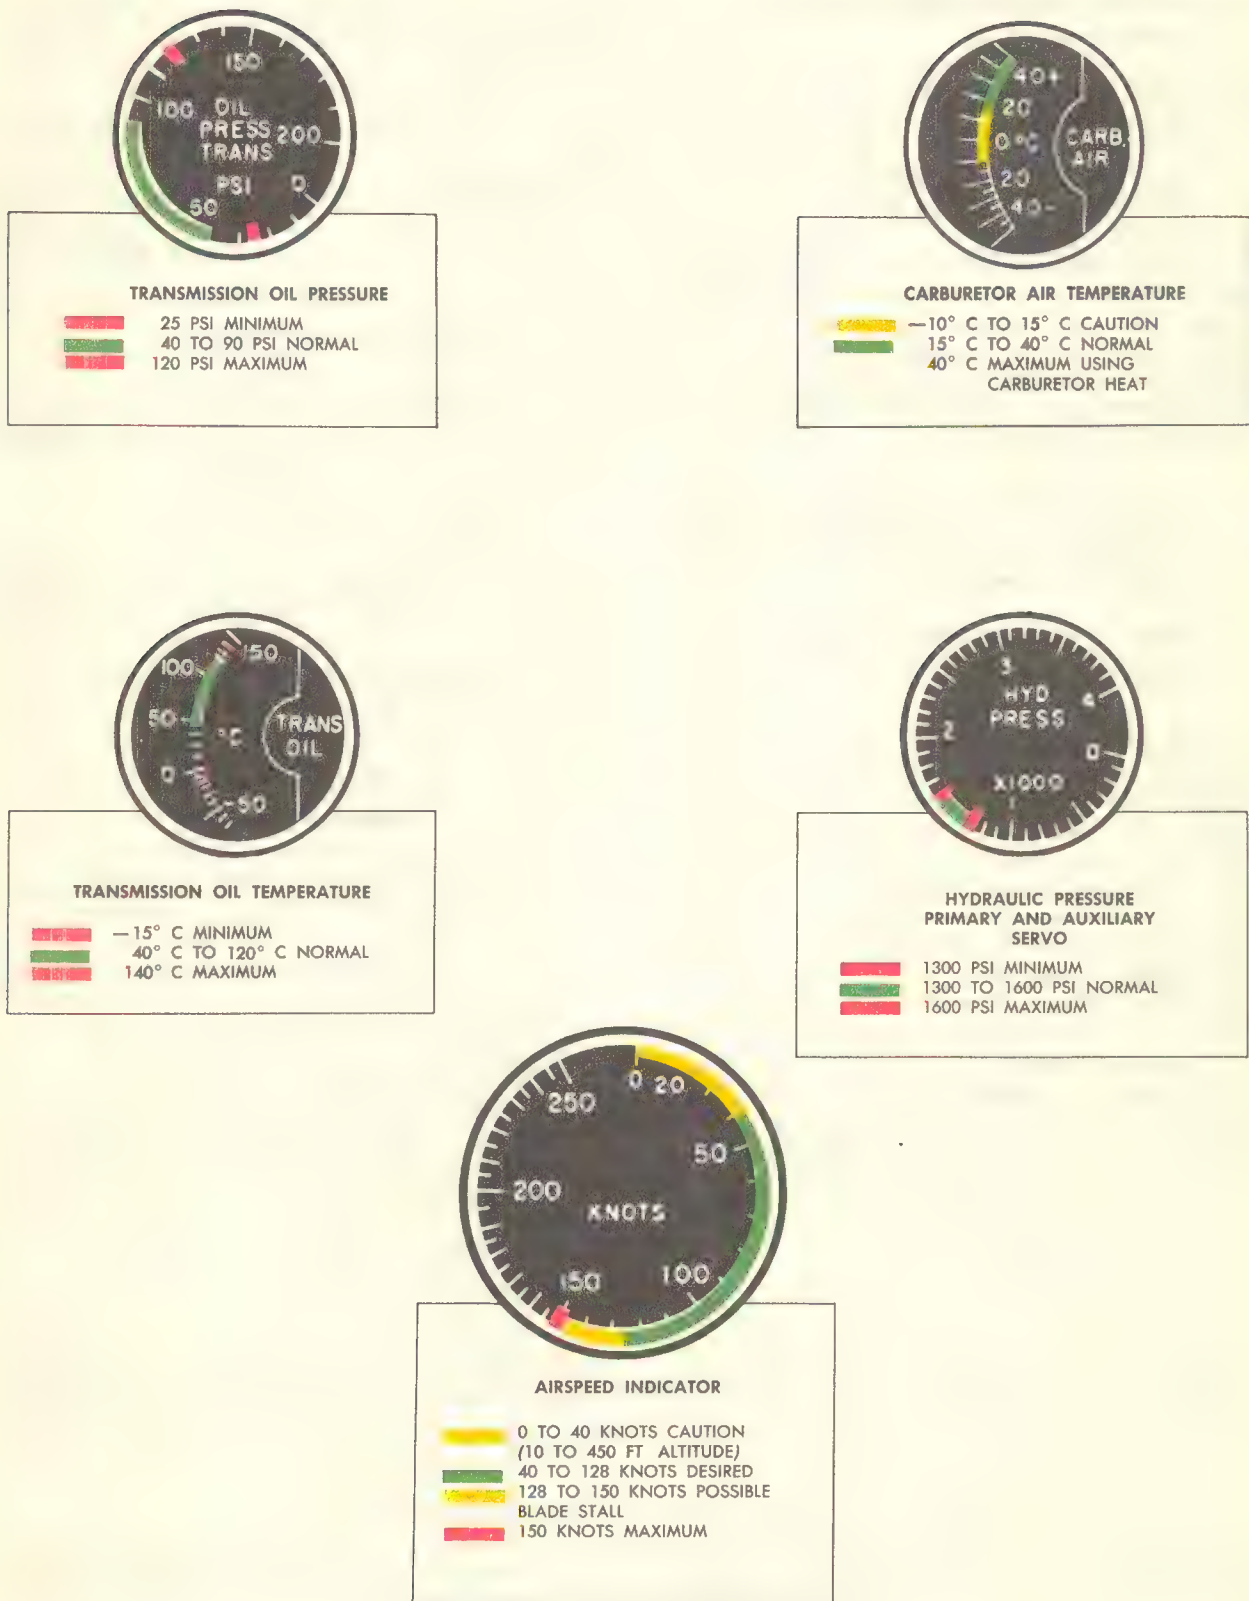 150
100
OIL
PRESS
TRANS
200
PSI
0
50
TRANSMISSION OIL PRESSURE
25 PSI MINIMUM
40 TO 90 PSI NORMAL
120 PSI MAXIMUM
40+
20
0 °C
20
40-
CARB.
AIR
CARBURETOR AIR TEMPERATURE
—10° C TO 15° C CAUTION
15° C TO 40° C NORMAL
40° C MAXIMUM USING
CARBURETOR HEAT
150
100
50
°C
0
-50
TRANS
OIL
TRANSMISSION OIL TEMPERATURE
—15° C MINIMUM
40° C TO 120° C NORMAL
140° C MAXIMUM
3
HYD
PRESS
4
2
0
X1000
1
HYDRAULIC PRESSURE
PRIMARY AND AUXILIARY
SERVO
1300 PSI MINIMUM
1300 TO 1600 PSI NORMAL
1600 PSI MAXIMUM
0 20
250
50
200
KNOTS
150
100
AIRSPEED INDICATOR
0 TO 40 KNOTS CAUTION
(10 TO 450 FT ALTITUDE)
40 TO 128 KNOTS DESIRED
128 TO 150 KNOTS POSSIBLE
BLADE STALL
150 KNOTS MAXIMUM